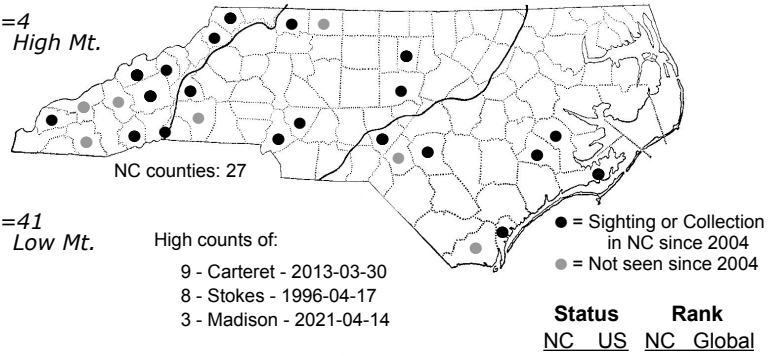 =4
High Mt.
NC counties: 27
=41
Low Mt.
High counts of:
9 - Carteret - 2013-03-30
8 - Stokes - 1996-04-17
3 - Madison - 2021-04-14
= Sighting or Collection
in NC since 2004
= Not seen since 2004
Status Rank
NC US NC Global